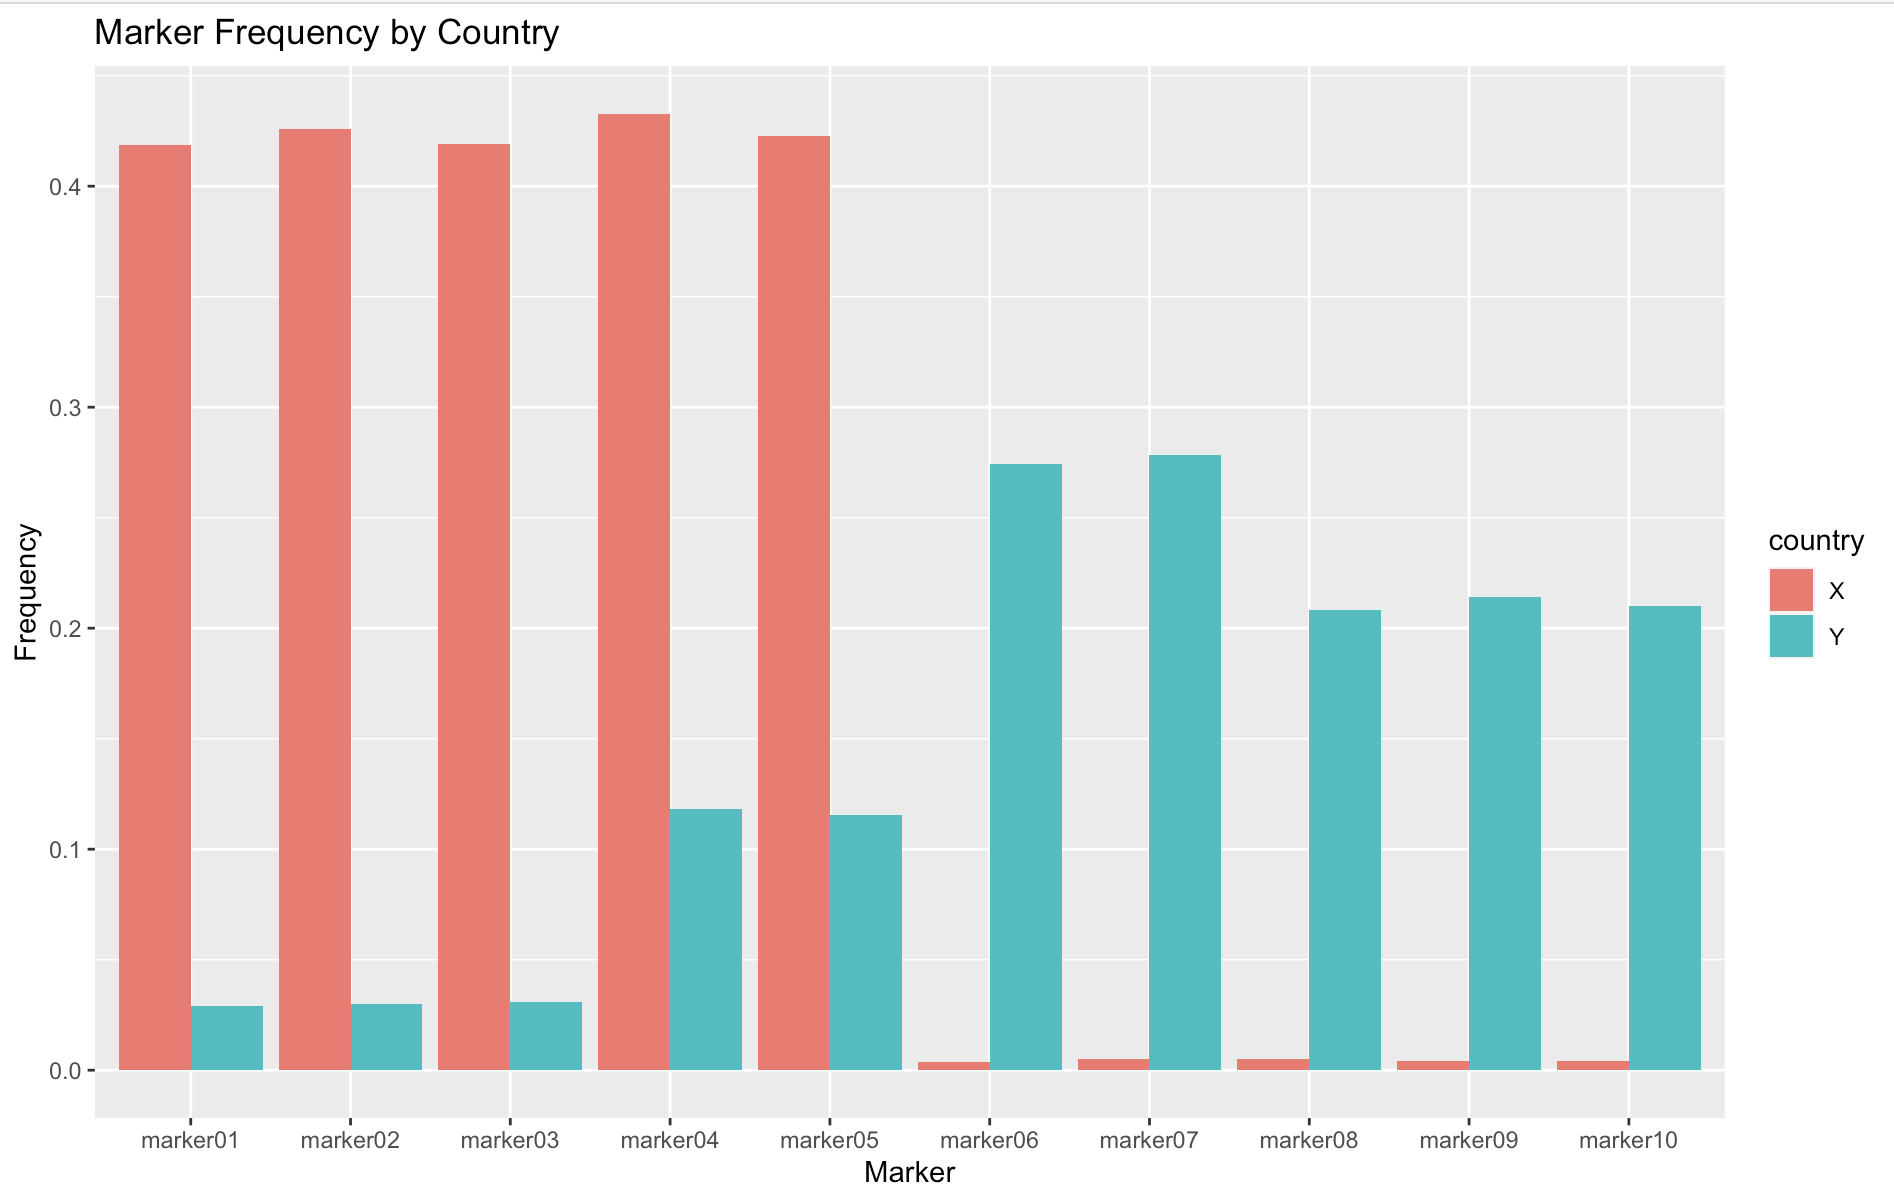 Marker Frequency by Country
Frequency
0.4
0.3
0.2
0.1
0.0
marker01 marker02 marker03 marker04 marker05 marker06 marker07 marker08 marker09 marker10
Marker
country
X
Y